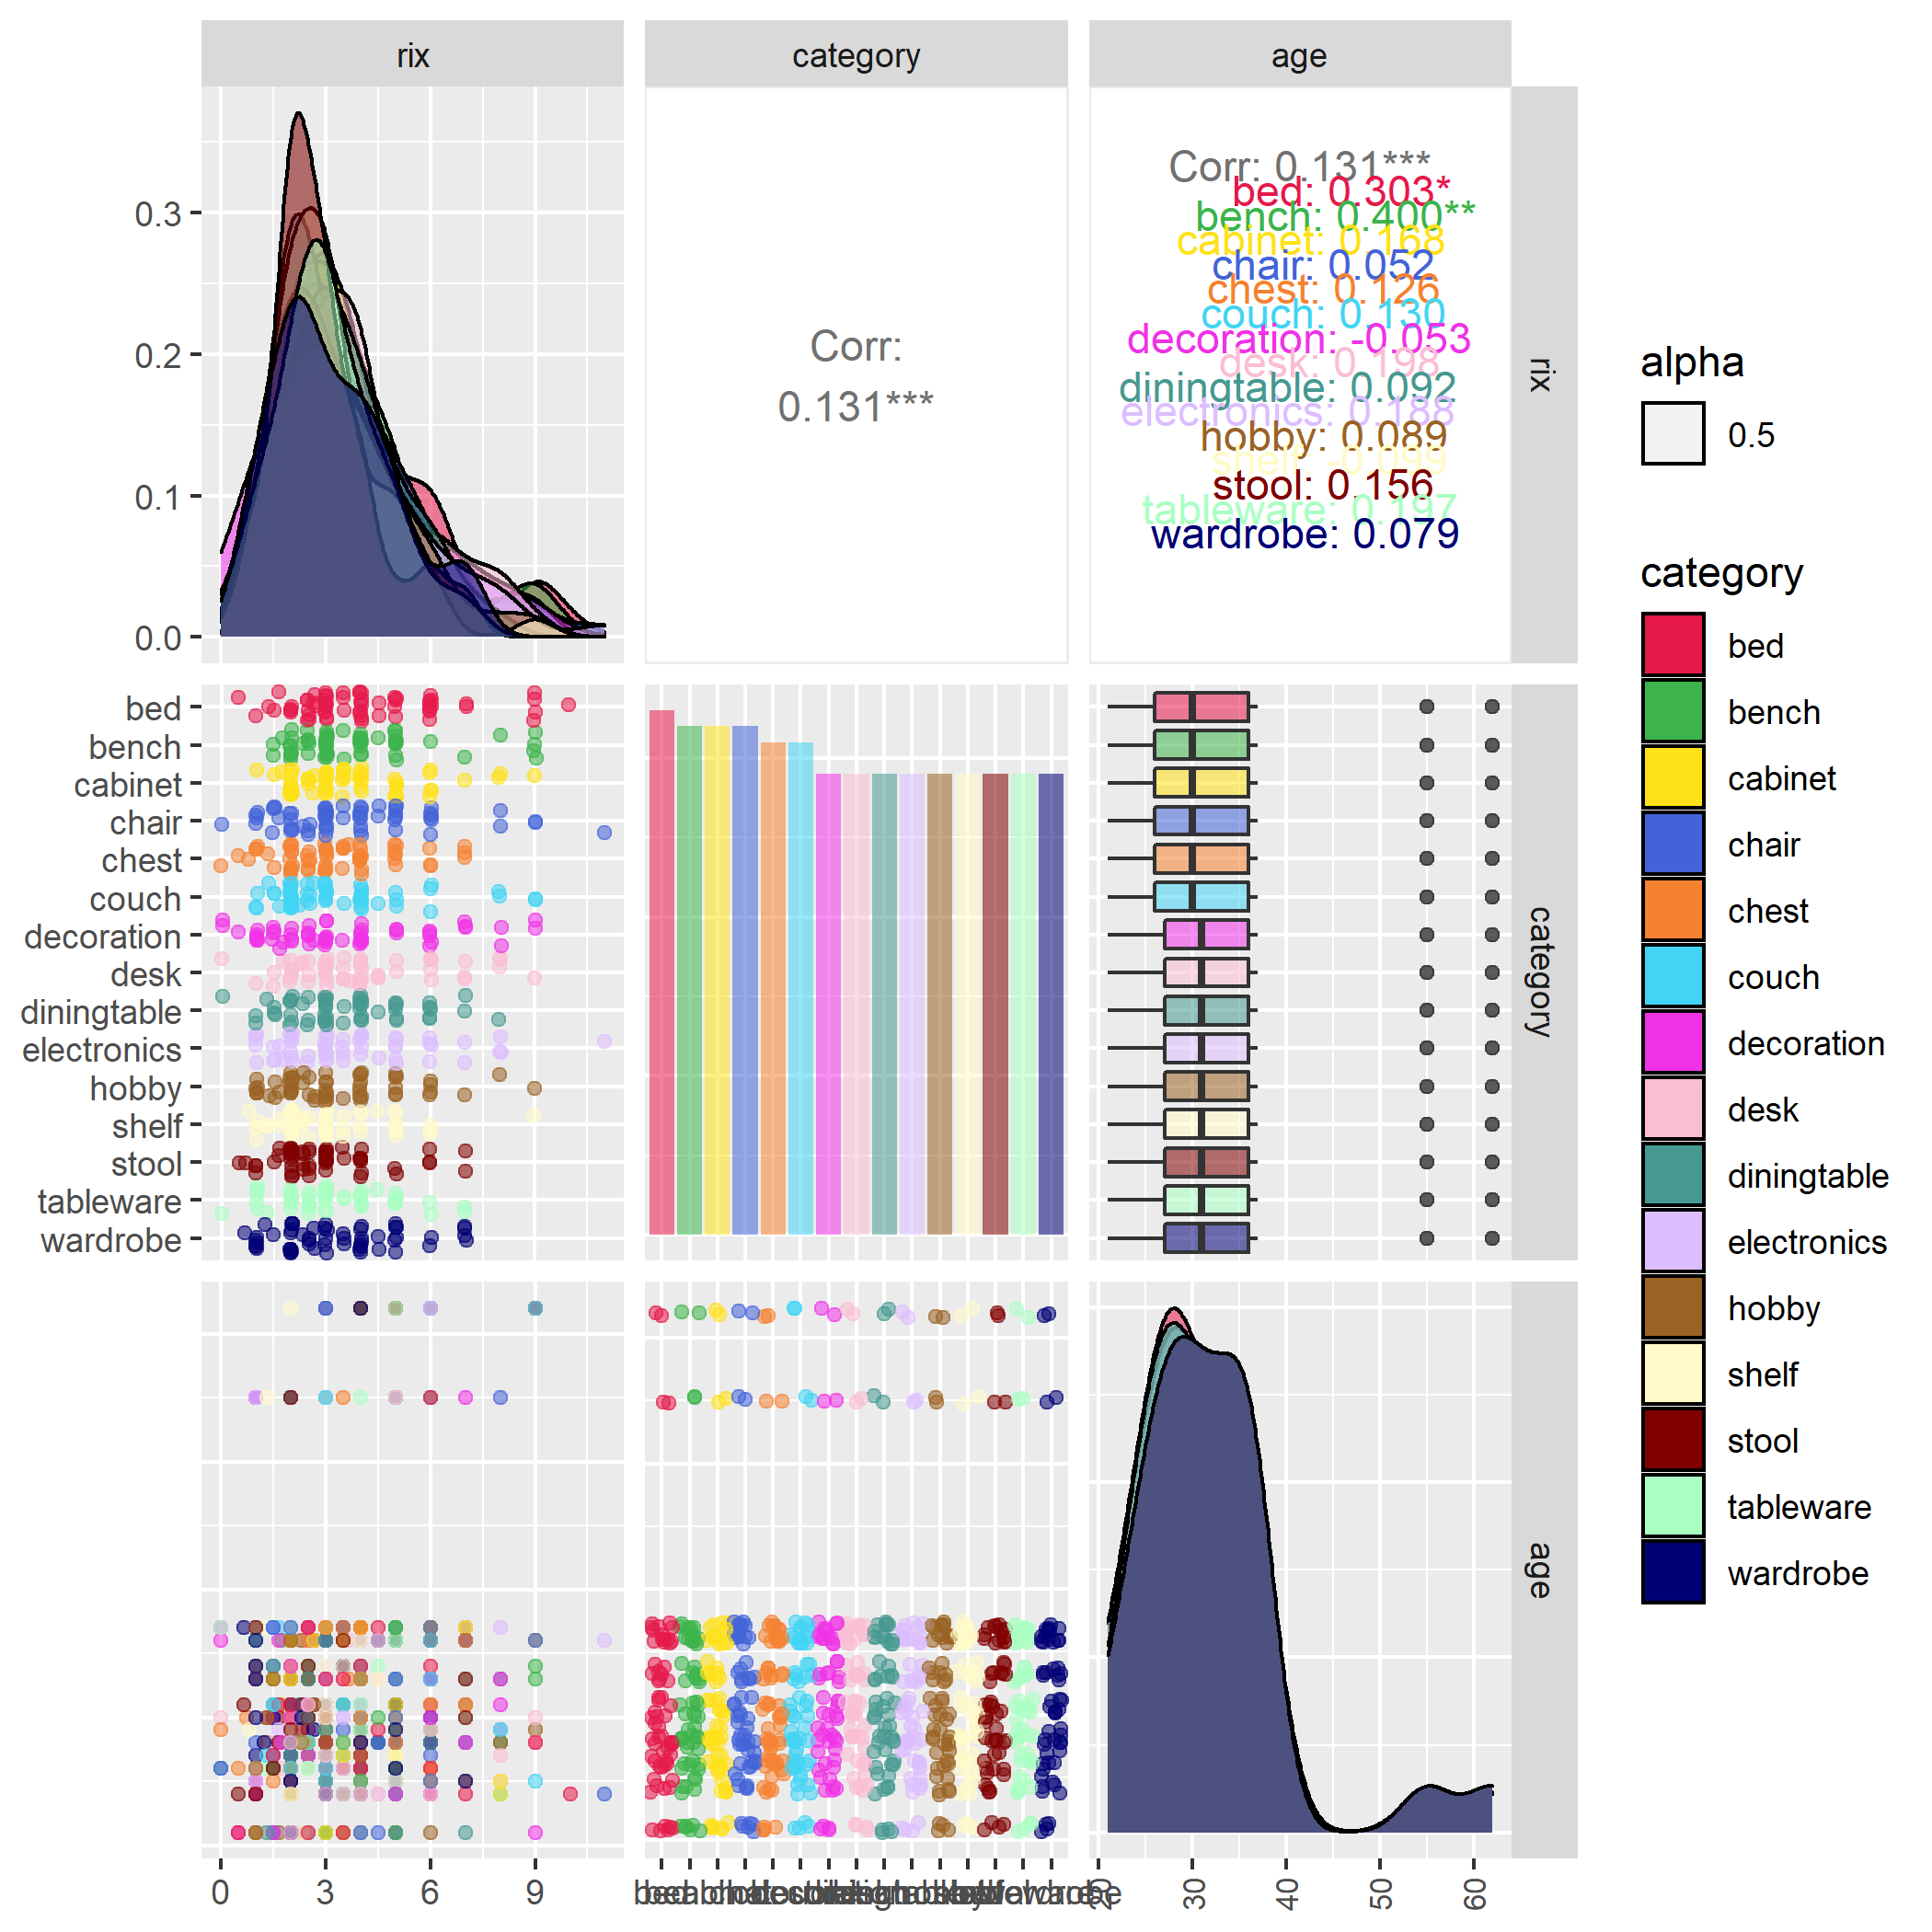 rix
category
age
Corr: 0.131***
bed: 0.303*
bench: 0.400**
cabinet: 0.168
chair: 0.052
chest: 0.126
couch: 0.130
decoration: -0.053
desk: 0.198
diningtable: 0.092
electronics: 0.188
hobby: 0.089
shelf: -0.099
stool: 0.156
tableware: 0.197
wardrobe: 0.079
Corr:
0.131***
0.3
0.2
0.1
0.0
rix
bed
bench
cabinet
chair
chest
couch
decoration
desk
diningtable
electronics
hobby
shelf
stool
tableware
wardrobe
category
age
0
3
6
9
20
30
40
50
60
alpha
0.5
category
bed
bench
cabinet
chair
chest
couch
decoration
desk
diningtable
electronics
hobby
shelf
stool
tableware
wardrobe